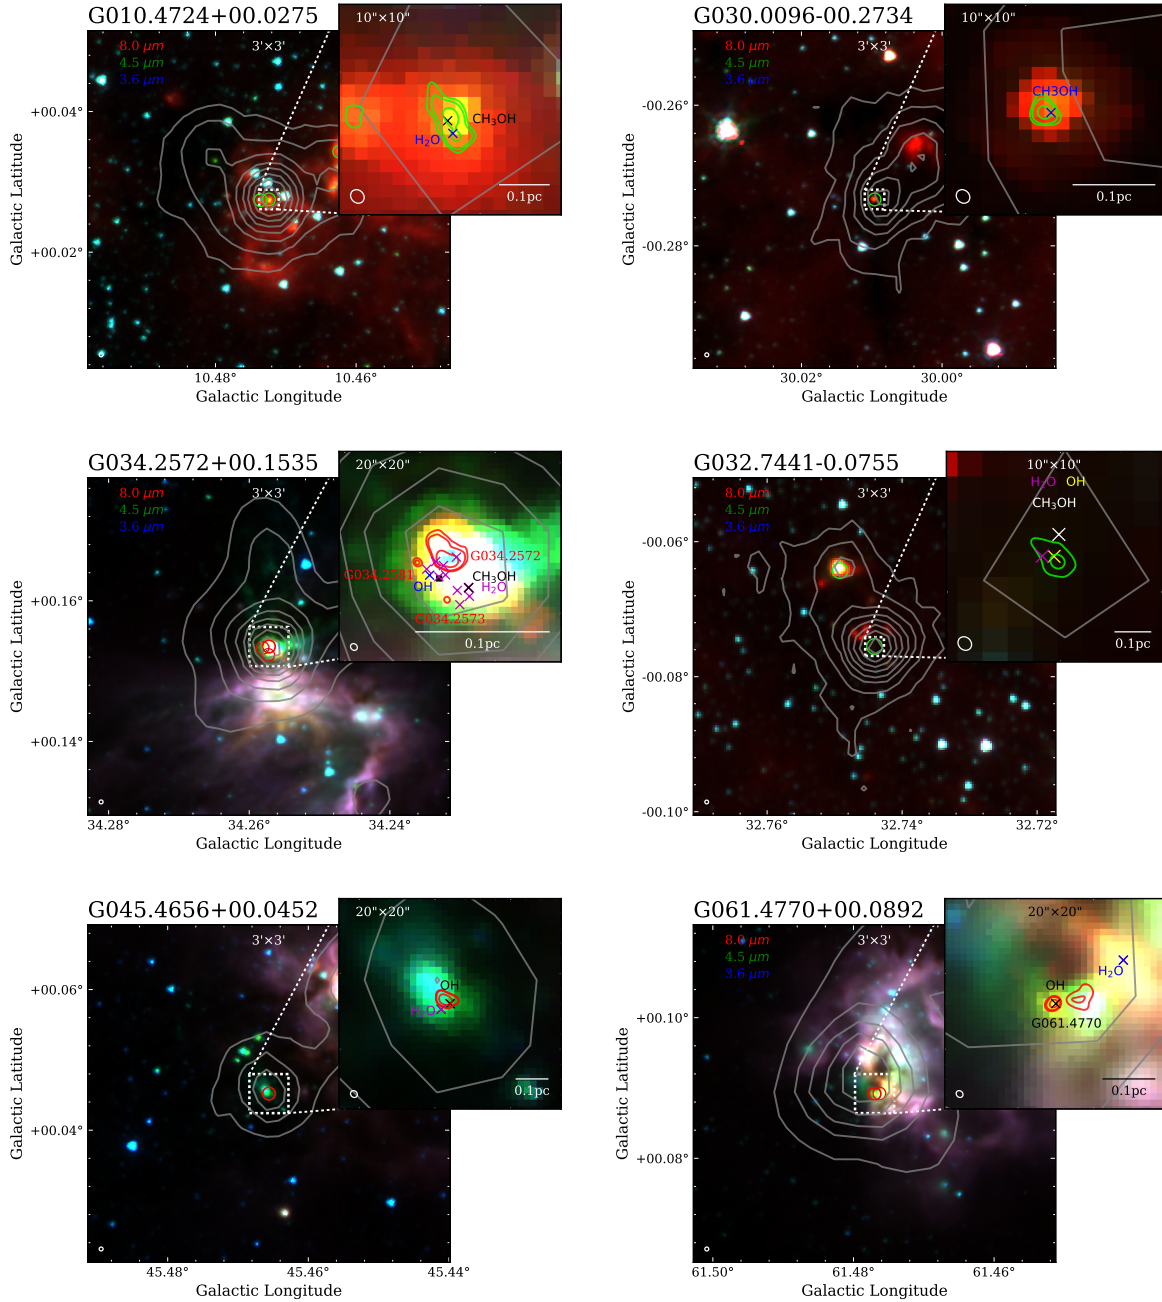 G010.4724+00.0275
8.0 μm
4.5 μm
3.6 μm
3'×3'
10"×10"
CH₃OH
H₂O
0.1pc
+00.04°
+00.02°
Galactic Latitude
10.48°
10.46°
Galactic Longitude
G030.0096-00.2734
8.0 μm
4.5 μm
3.6 μm
3'×3'
10"×10"
CH3OH
0.1pc
-00.26°
-00.28°
Galactic Latitude
30.02°
30.00°
Galactic Longitude
G034.2572+00.1535
8.0 μm
4.5 μm
3.6 μm
3'×3'
20"×20"
G034.2572
G034.2581
CH₃OH
OH
H₂O
G034.2573
0.1pc
+00.16°
+00.14°
Galactic Latitude
34.28°
34.26°
34.24°
Galactic Longitude
G032.7441-0.0755
8.0 μm
4.5 μm
3.6 μm
3'×3'
10"×10"
H₂O OH
CH₃OH
0.1pc
-00.06°
-00.08°
-00.10°
Galactic Latitude
32.76°
32.74°
32.72°
Galactic Longitude
G045.4656+00.0452
3'×3'
20"×20"
OH
H₂O
0.1pc
+00.06°
+00.04°
Galactic Latitude
45.48°
45.46°
45.44°
Galactic Longitude
G061.4770+00.0892
8.0 μm
4.5 μm
3.6 μm
3'×3'
20"×20"
H₂O
OH
G061.4770
0.1pc
+00.10°
+00.08°
Galactic Latitude
61.50°
61.48°
61.46°
Galactic Longitude